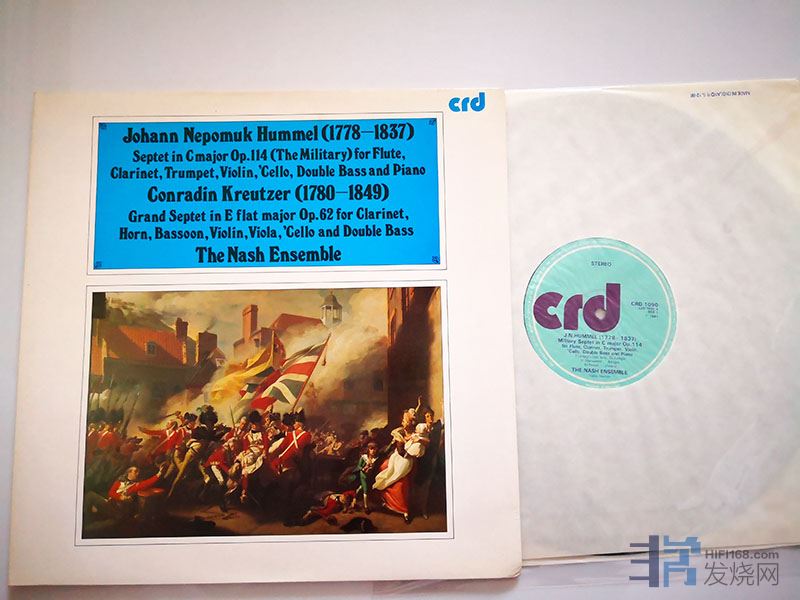 crd
Johann Nepomuk Hummel (1778—1837)
Septet in C major Op.114 (The Military) for Flute,
Clarinet, Trumpet, Violin, 'Cello, Double Bass and Piano
Conradin Kreutzer (1780—1849)
Grand Septet in E flat major Op.62 for Clarinet,
Horn, Bassoon, Violin, Viola, 'Cello and Double Bass
The Nash Ensemble
MADE IN ENGLAND
STEREO
crd
CRD 1090
J.N.HUMMEL (1778-1837)
Military Septet in C major Op.114
for Flute, Clarinet, Trumpet, Violin,
'Cello, Double Bass and Piano
THE NASH ENSEMBLE
HIFI168.com
发烧网